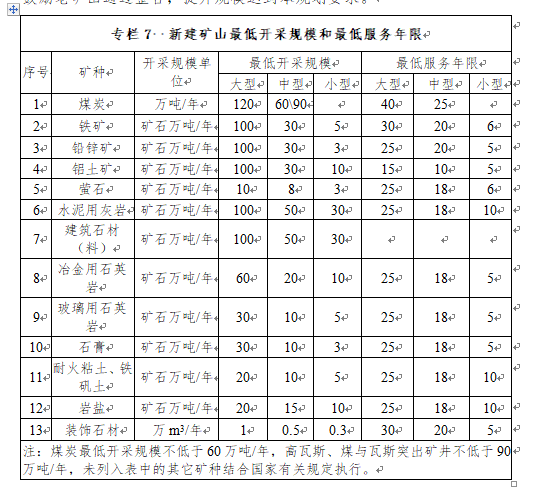 专栏 7 新建矿山最低开采规模和最低服务年限
序号 矿种 开采规模单位 最低开采规模 最低服务年限
大型 中型 小型 大型 中型 小型
1 煤炭 万吨/年 120 60\90 40 25
2 铁矿 矿石万吨/年 100 30 5 30 20 6
3 铅锌矿 矿石万吨/年 100 30 3 25 20 5
4 铝土矿 矿石万吨/年 100 30 10 15 10 5
5 萤石 矿石万吨/年 10 8 3 25 18 6
6 水泥用灰岩 矿石万吨/年 100 50 30 25 18 10
7 建筑石材（料） 矿石万吨/年 100 50 30
8 冶金用石英岩 矿石万吨/年 60 20 10 25 18 5
9 玻璃用石英岩 矿石万吨/年 30 10 5 25 18 5
10 石膏 矿石万吨/年 30 10 3 25 18 5
11 耐火粘土、铁矾土 矿石万吨/年 20 10 5 25 18 10
12 岩盐 矿石万吨/年 20 15 10 25 18 10
13 装饰石材 万 m³/年 1 0.5 0.3 30 20 5
注：煤炭最低开采规模不低于 60 万吨/年，高瓦斯、煤与瓦斯突出矿井不低于 90
万吨/年，未列入表中的其它矿种结合国家有关规定执行。